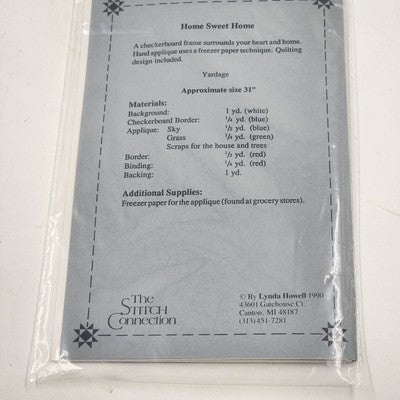 Home Sweet Home
A checkerboard frame surrounds your heart and home.
Hand applique uses a freezer paper technique. Quilting
design included.
Yardage
Approximate size 31"
Materials:
Background: 1 yd. (white)
Checkerboard Border: ¼ yd. (blue)
Applique: Sky ½ yd. (blue)
Grass ¾ yd. (green)
Scraps for the house and trees
Border: ½ yd. (red)
Binding: ¼ yd. (red)
Backing: 1 yd.
Additional Supplies:
Freezer paper for the applique (found at grocery stores).
The
Stitch
Connection
© By Lynda Howell 1990
43601 Gatehouse Ct.
Canton, MI 48187
(313) 451-7281